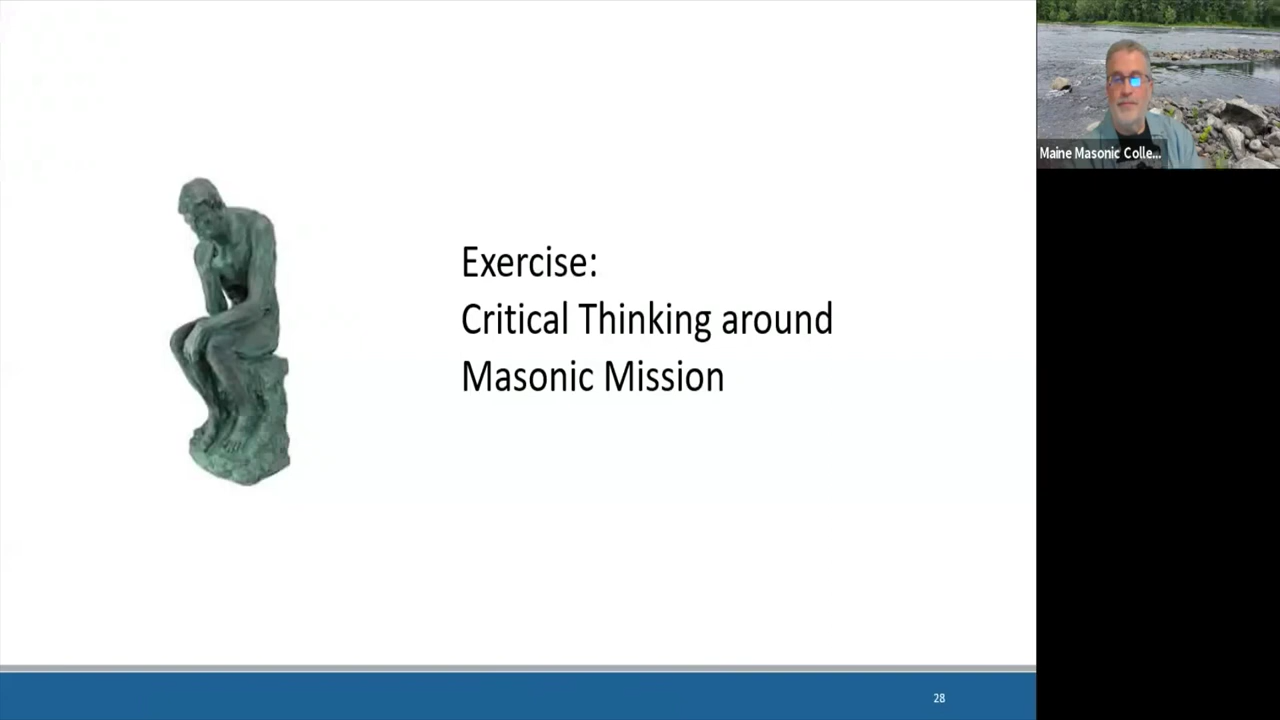 Exercise:
Critical Thinking around
Masonic Mission
28
Maine Masonic Colle...